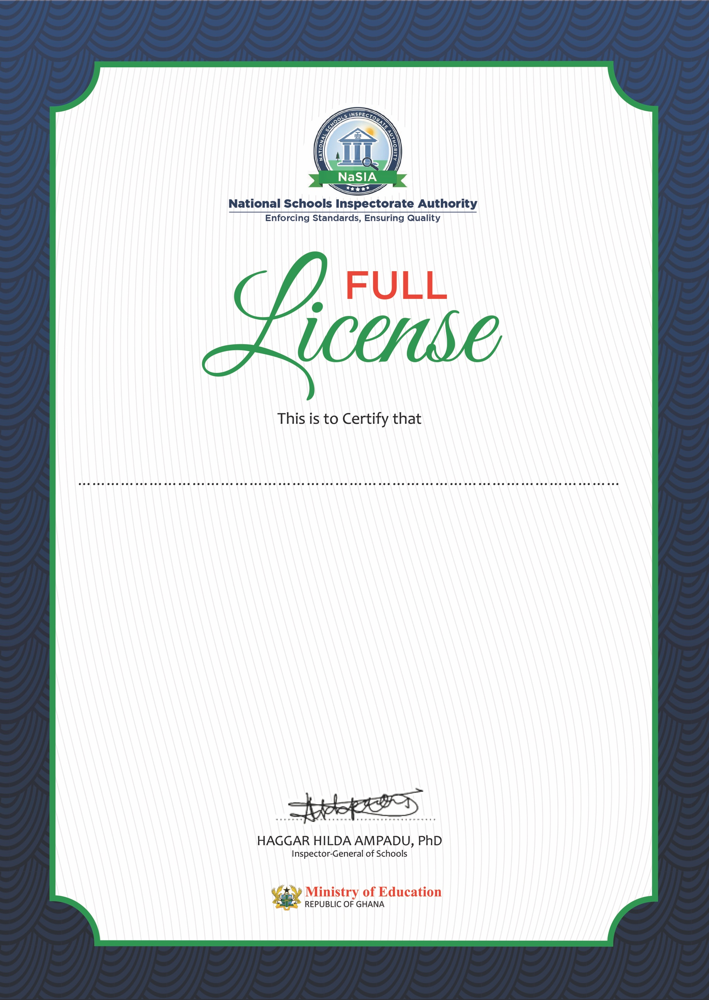 NATIONAL SCHOOLS INSPECTORATE AUTHORITY
NaSIA
National Schools Inspectorate Authority
Enforcing Standards, Ensuring Quality
FULL
License
This is to Certify that
HAGGAR HILDA AMPADU, PhD
Inspector-General of Schools
Ministry of Education
REPUBLIC OF GHANA